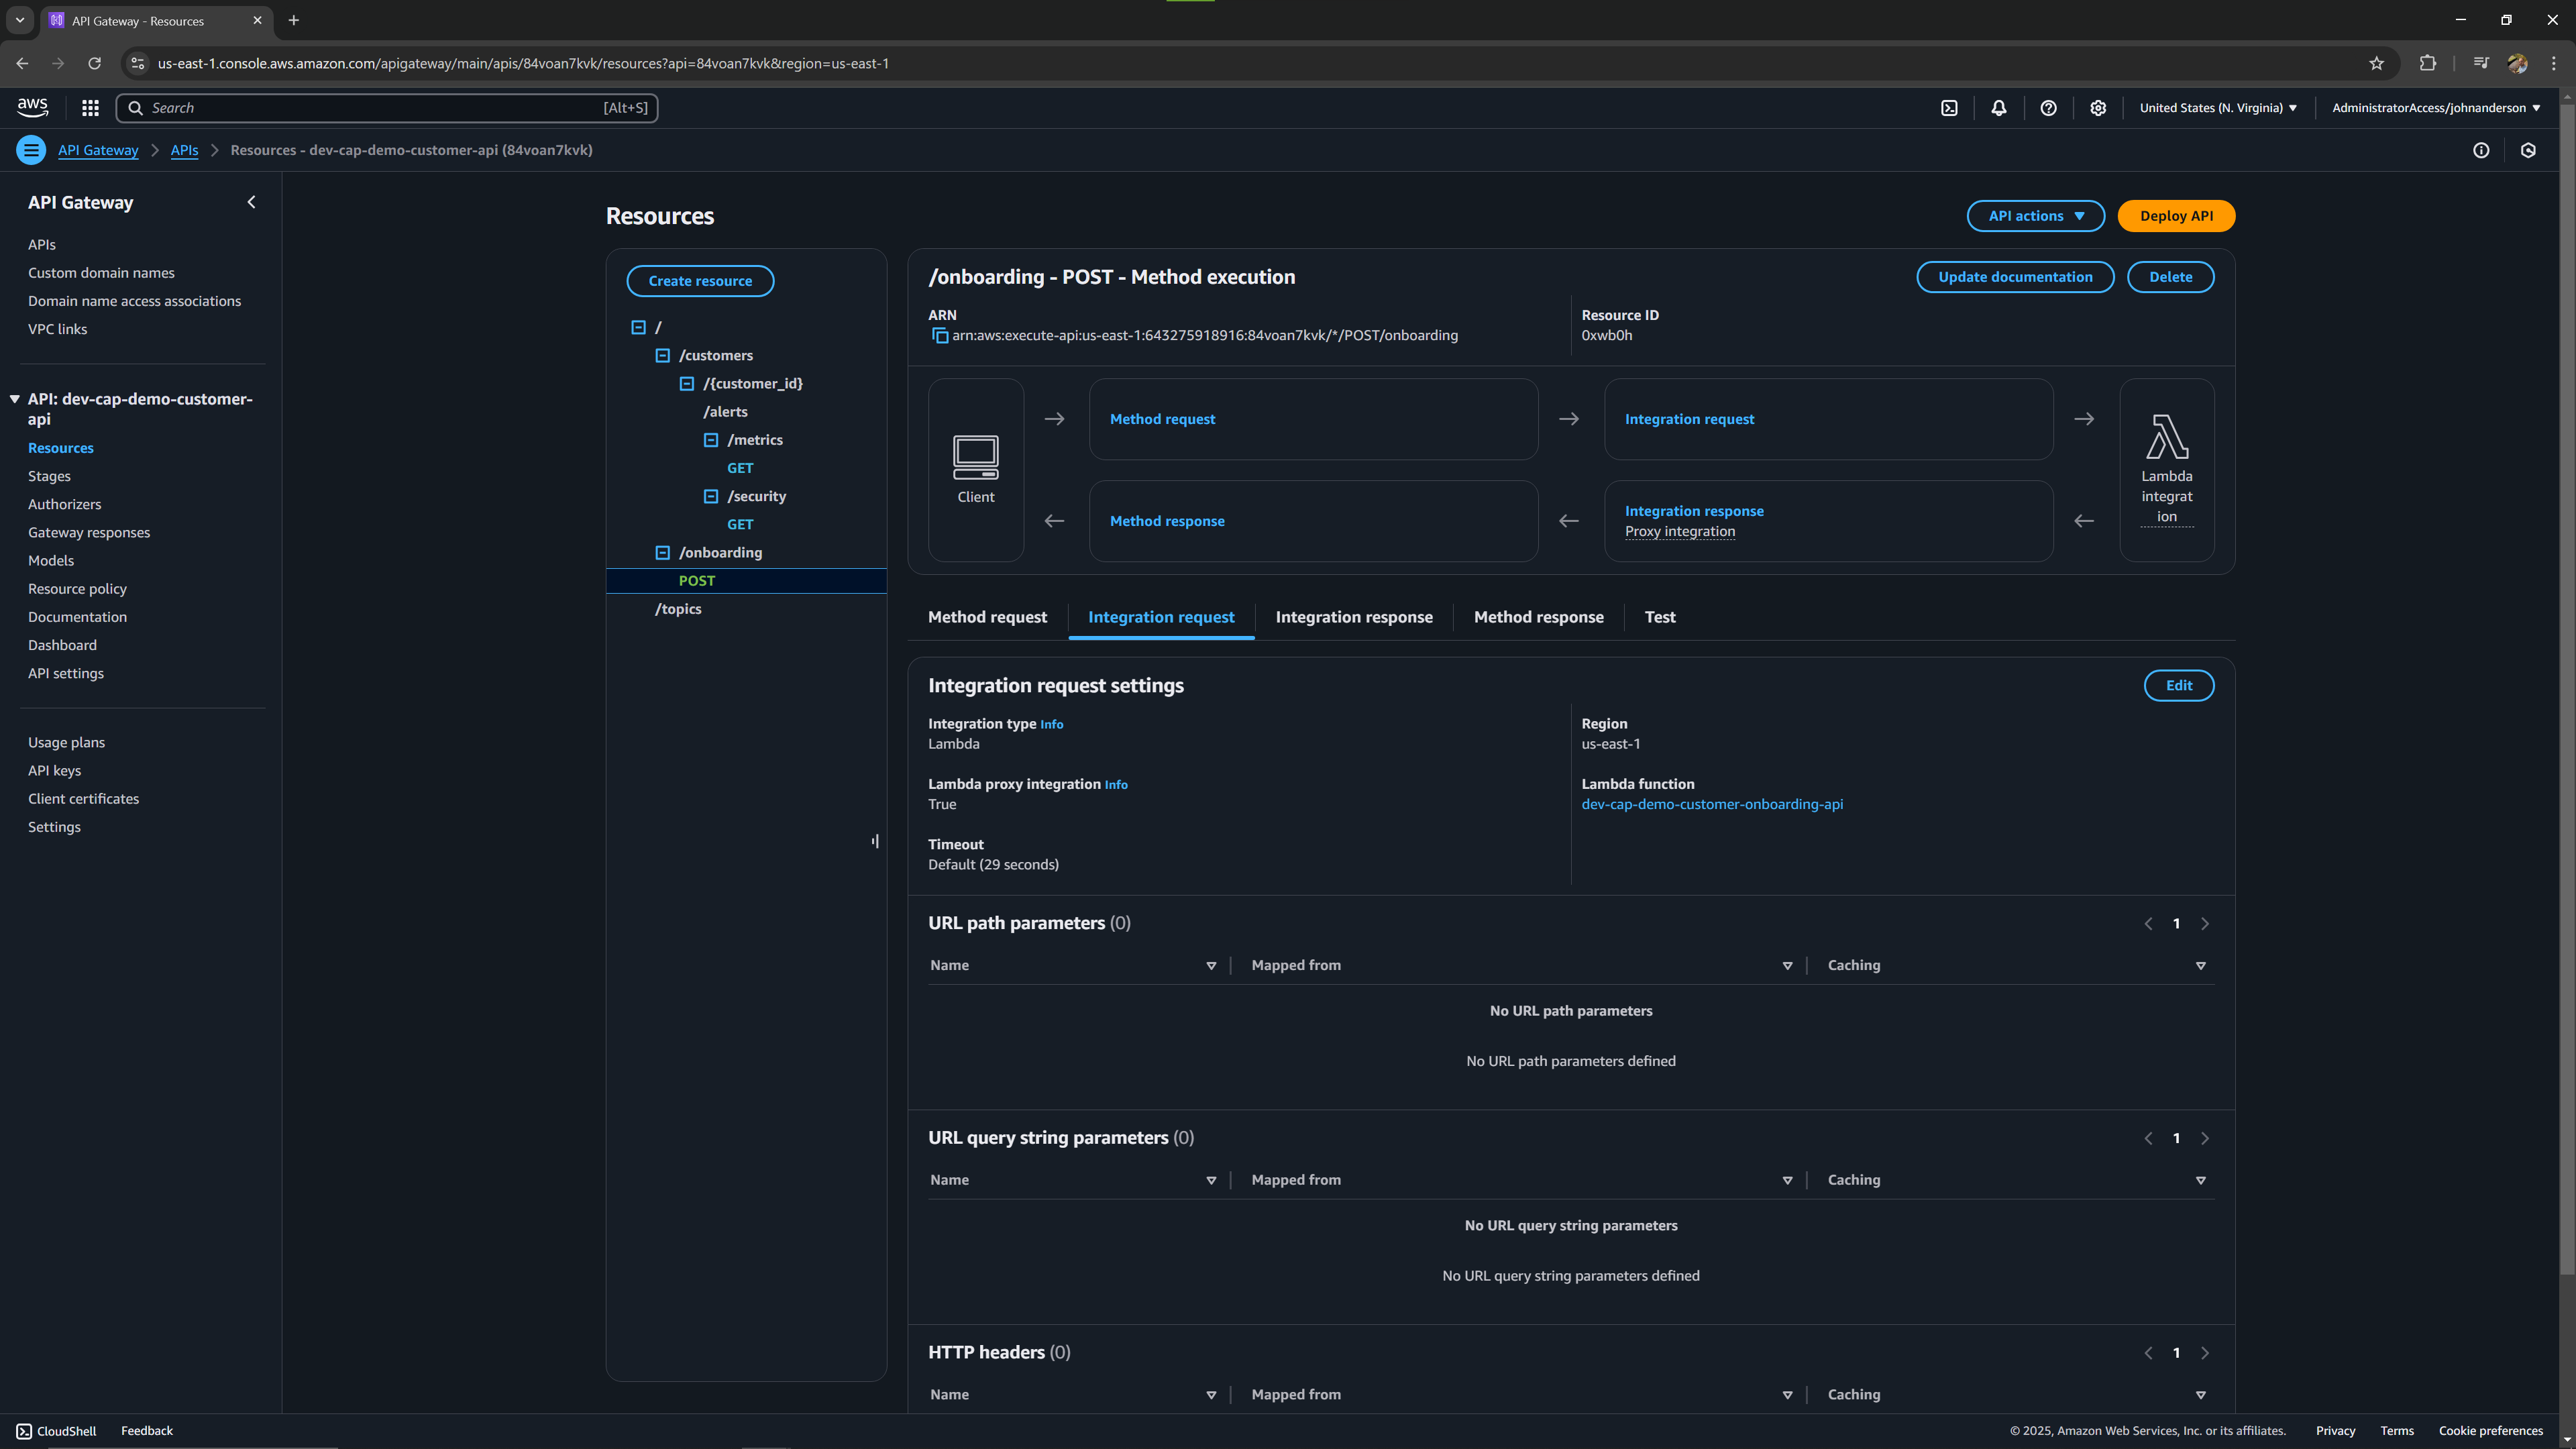 API Gateway - Resources
us-east-1.console.aws.amazon.com/apigateway/main/apis/84voan7kvk/resources?api=84voan7kvk&region=us-east-1
aws
Search
[Alt+S]
United States (N. Virginia)
AdministratorAccess/johnanderson
API Gateway
APIs
Resources - dev-cap-demo-customer-api (84voan7kvk)
API Gateway
APIs
Custom domain names
Domain name access associations
VPC links
API: dev-cap-demo-customer-
api
Resources
Stages
Authorizers
Gateway responses
Models
Resource policy
Documentation
Dashboard
API settings
Usage plans
API keys
Client certificates
Settings
Resources
API actions
Deploy API
Create resource
/
/customers
/{customer_id}
/alerts
/metrics
GET
/security
GET
/onboarding
POST
/topics
/onboarding - POST - Method execution
Update documentation
Delete
ARN
arn:aws:execute-api:us-east-1:643275918916:84voan7kvk/*/POST/onboarding
Resource ID
0xwb0h
Client
Method request
Integration request
Method response
Integration response
Proxy integration
Lambda
integrat
ion
Method request
Integration request
Integration response
Method response
Test
Integration request settings
Edit
Integration type Info
Lambda
Region
us-east-1
Lambda proxy integration Info
True
Lambda function
dev-cap-demo-customer-onboarding-api
Timeout
Default (29 seconds)
URL path parameters (0)
1
Name
Mapped from
Caching
No URL path parameters
No URL path parameters defined
URL query string parameters (0)
1
Name
Mapped from
Caching
No URL query string parameters
No URL query string parameters defined
HTTP headers (0)
1
Name
Mapped from
Caching
CloudShell
Feedback
© 2025, Amazon Web Services, Inc. or its affiliates.
Privacy
Terms
Cookie preferences